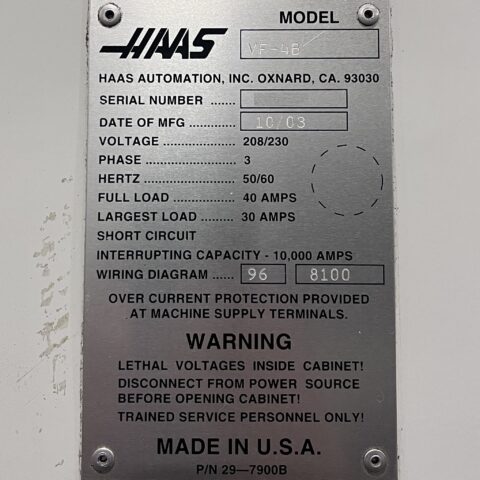 MODEL
HAAS VF-4B
HAAS AUTOMATION, INC. OXNARD, CA. 93030
SERIAL NUMBER ......
DATE OF MFG ............ 10/03
VOLTAGE ................ 208/230
PHASE ..................... 3
HERTZ ..................... 50/60
FULL LOAD ............ 40 AMPS
LARGEST LOAD ......... 30 AMPS
SHORT CIRCUIT
INTERRUPTING CAPACITY - 10,000 AMPS
WIRING DIAGRAM ...... 96 8100
OVER CURRENT PROTECTION PROVIDED
AT MACHINE SUPPLY TERMINALS.
WARNING
LETHAL VOLTAGES INSIDE CABINET!
DISCONNECT FROM POWER SOURCE
BEFORE OPENING CABINET!
TRAINED SERVICE PERSONNEL ONLY!
MADE IN U.S.A.
P/N 29—7900B